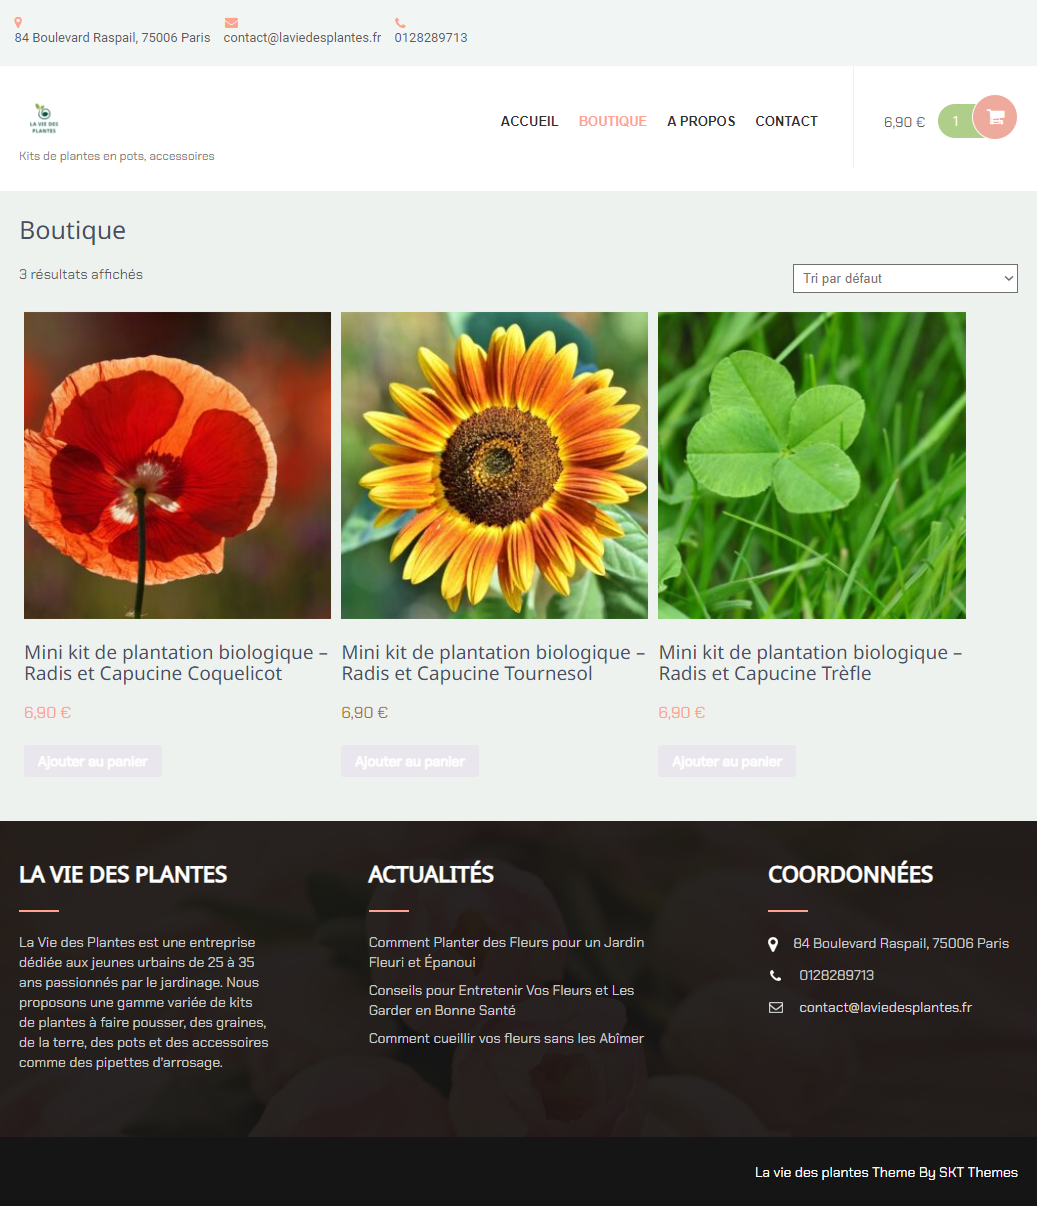 84 Boulevard Raspail, 75006 Paris
contact@laviedesplantes.fr
0128289713
LA VIE DES
PLANTES
Kits de plantes en pots, accessoires
ACCUEIL
BOUTIQUE
A PROPOS
CONTACT
6,90 €
1
Boutique
3 résultats affichés
Tri par défaut
Mini kit de plantation biologique –
Radis et Capucine Coquelicot
6,90 €
Ajouter au panier
Mini kit de plantation biologique –
Radis et Capucine Tournesol
6,90 €
Ajouter au panier
Mini kit de plantation biologique –
Radis et Capucine Trèfle
6,90 €
Ajouter au panier
LA VIE DES PLANTES
La Vie des Plantes est une entreprise
dédiée aux jeunes urbains de 25 à 35
ans passionnés par le jardinage. Nous
proposons une gamme variée de kits
de plantes à faire pousser, des graines,
de la terre, des pots et des accessoires
comme des pipettes d'arrosage.
ACTUALITÉS
Comment Planter des Fleurs pour un Jardin
Fleuri et Épanoui
Conseils pour Entretenir Vos Fleurs et Les
Garder en Bonne Santé
Comment cueillir vos fleurs sans les Abîmer
COORDONNÉES
84 Boulevard Raspail, 75006 Paris
0128289713
contact@laviedesplantes.fr
La vie des plantes Theme By SKT Themes